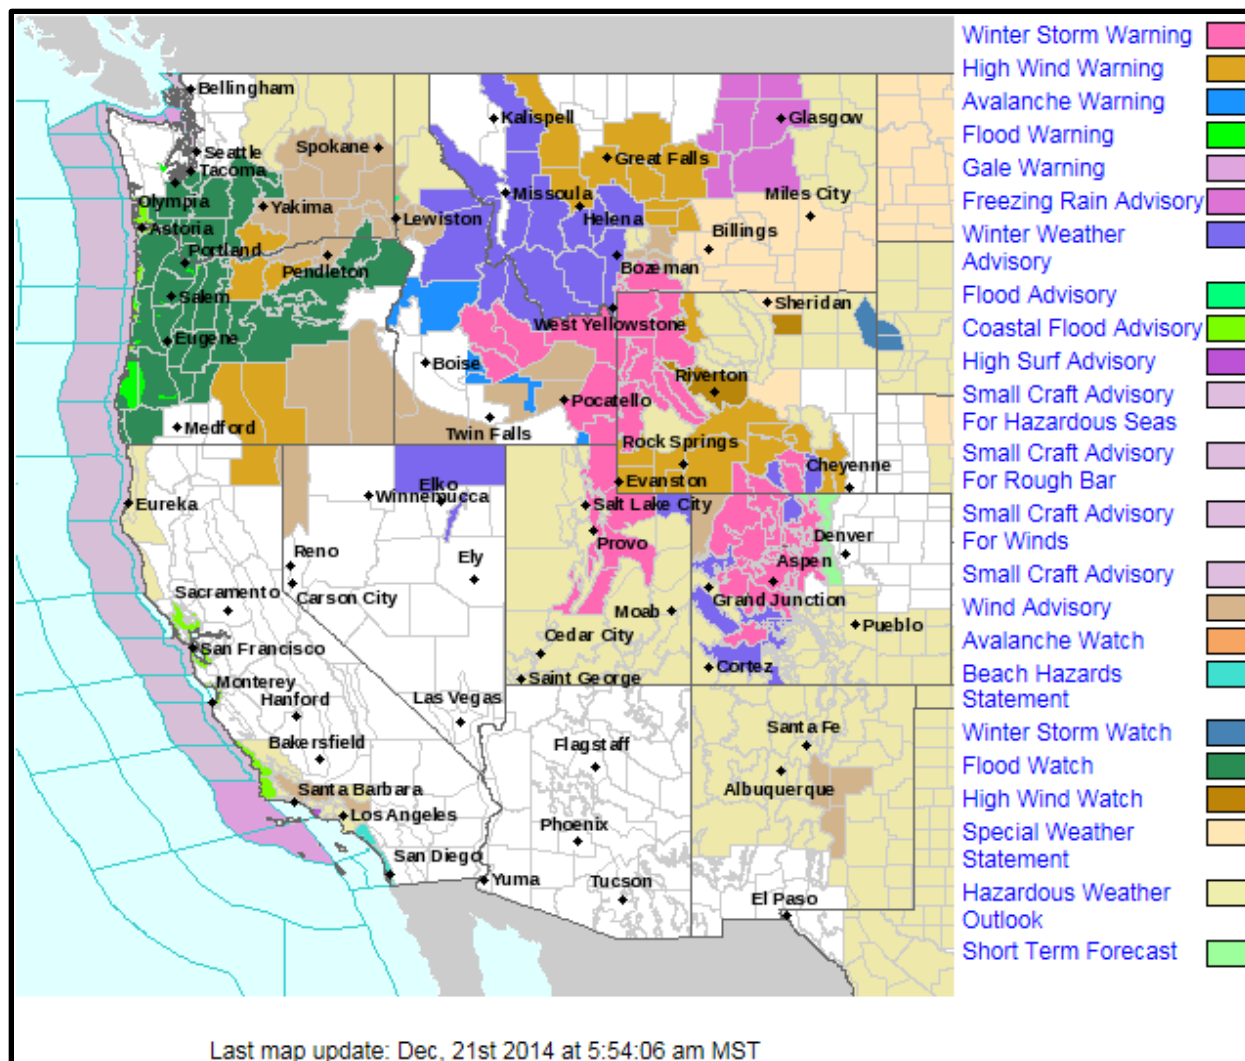 Bellingham
Seattle
Tacoma
Olympia
Spokane
Yakima
Astoria
Portland
Pendleton
Lewiston
Salem
Eugene
Medford
Kalispell
Missoula
Great Falls
Helena
Glasgow
Miles City
Billings
Bozeman
West Yellowstone
Sheridan
Boise
Pocatello
Twin Falls
Riverton
Rock Springs
Evanston
Cheyenne
Eureka
Winnemucca
Elko
Salt Lake City
Provo
Reno
Carson City
Ely
Sacramento
San Francisco
Monterey
Hanford
Bakersfield
Las Vegas
Moab
Cedar City
Saint George
Denver
Aspen
Grand Junction
Pueblo
Cortez
Santa Barbara
Los Angeles
San Diego
Flagstaff
Phoenix
Yuma
Tucson
Santa Fe
Albuquerque
El Paso
Winter Storm Warning
High Wind Warning
Avalanche Warning
Flood Warning
Gale Warning
Freezing Rain Advisory
Winter Weather
Advisory
Flood Advisory
Coastal Flood Advisory
High Surf Advisory
Small Craft Advisory
For Hazardous Seas
Small Craft Advisory
For Rough Bar
Small Craft Advisory
For Winds
Small Craft Advisory
Wind Advisory
Avalanche Watch
Beach Hazards
Statement
Winter Storm Watch
Flood Watch
High Wind Watch
Special Weather
Statement
Hazardous Weather
Outlook
Short Term Forecast
Last map update: Dec, 21st 2014 at 5:54:06 am MST